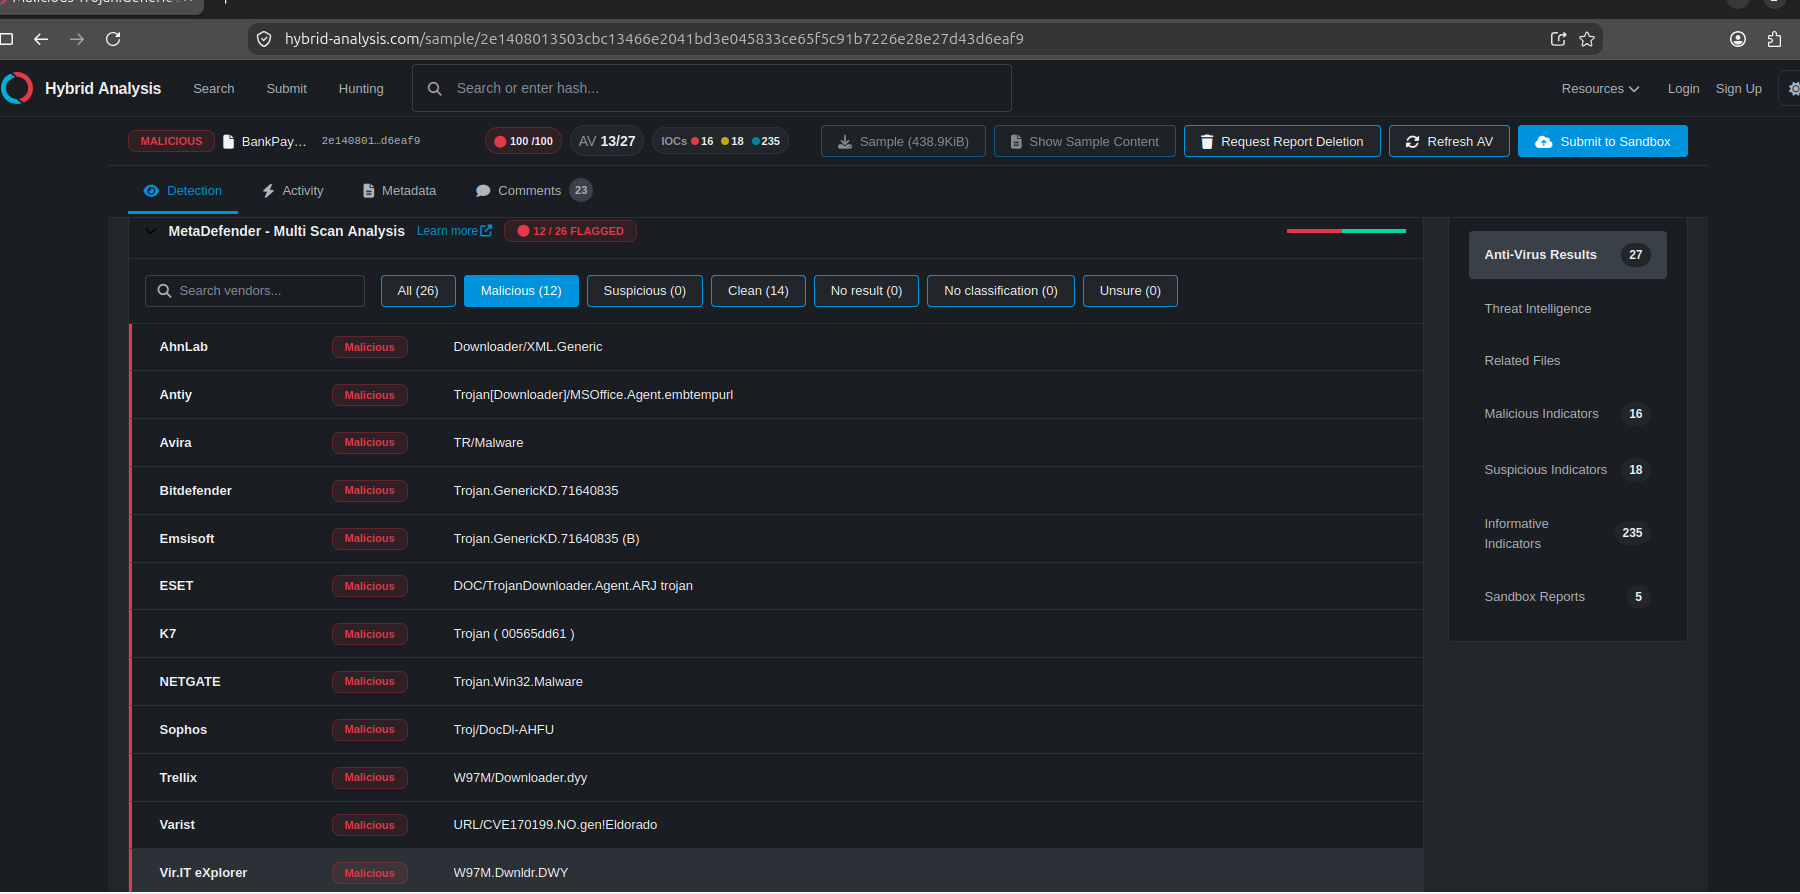 hybrid-analysis.com/sample/2e1408013503cbc13466e2041bd3e045833ce65f5c91b7226e28e27d43d6eaf9
Hybrid Analysis Search Submit Hunting Search or enter hash... Resources Login Sign Up
MALICIOUS BankPay... 2e140801…d6eaf9 100 /100 AV 13/27 IOCs 16 18 235 Sample (438.9KiB) Show Sample Content Request Report Deletion Refresh AV Submit to Sandbox
Detection Activity Metadata Comments 23
MetaDefender - Multi Scan Analysis Learn more 12 / 26 FLAGGED
Search vendors... All (26) Malicious (12) Suspicious (0) Clean (14) No result (0) No classification (0) Unsure (0)
AhnLab Malicious Downloader/XML.Generic
Antiy Malicious Trojan[Downloader]/MSOffice.Agent.embtempurl
Avira Malicious TR/Malware
Bitdefender Malicious Trojan.GenericKD.71640835
Emsisoft Malicious Trojan.GenericKD.71640835 (B)
ESET Malicious DOC/TrojanDownloader.Agent.ARJ trojan
K7 Malicious Trojan ( 00565dd61 )
NETGATE Malicious Trojan.Win32.Malware
Sophos Malicious Troj/DocDl-AHFU
Trellix Malicious W97M/Downloader.dyy
Varist Malicious URL/CVE170199.NO.gen!Eldorado
Vir.IT eXplorer Malicious W97M.Dwnldr.DWY
Anti-Virus Results 27
Threat Intelligence
Related Files
Malicious Indicators 16
Suspicious Indicators 18
Informative
Indicators 235
Sandbox Reports 5